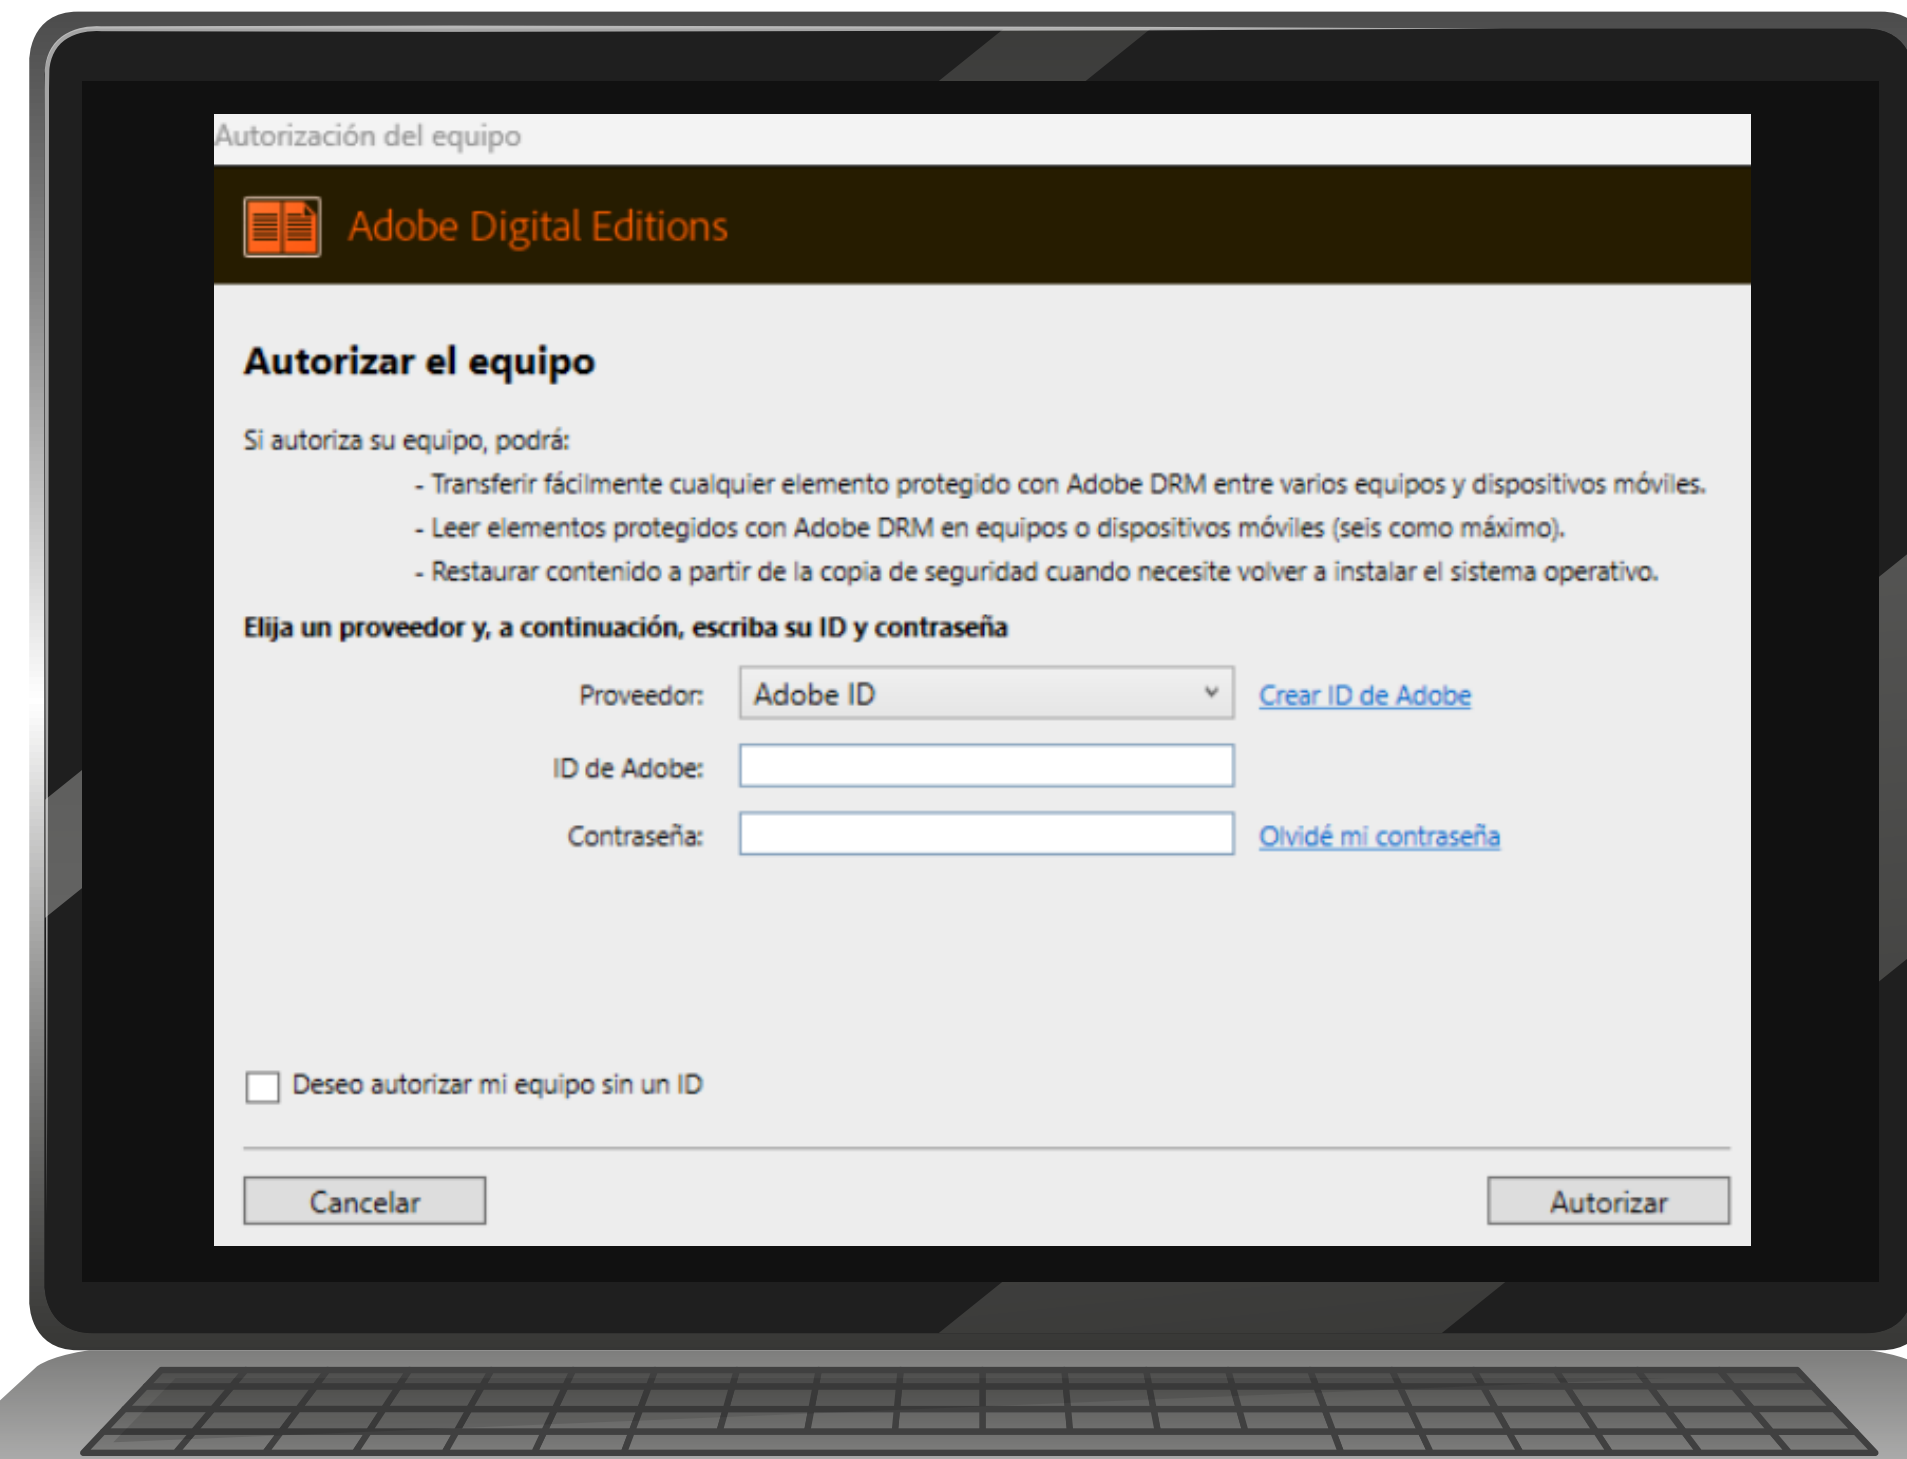 Autorización del equipo
Adobe Digital Editions
Autorizar el equipo
Si autoriza su equipo, podrá:
- Transferir fácilmente cualquier elemento protegido con Adobe DRM entre varios equipos y dispositivos móviles.
- Leer elementos protegidos con Adobe DRM en equipos o dispositivos móviles (seis como máximo).
- Restaurar contenido a partir de la copia de seguridad cuando necesite volver a instalar el sistema operativo.
Elija un proveedor y, a continuación, escriba su ID y contraseña
Proveedor: Adobe ID Crear ID de Adobe
ID de Adobe:
Contraseña: Olvidé mi contraseña
Deseo autorizar mi equipo sin un ID
Cancelar Autorizar